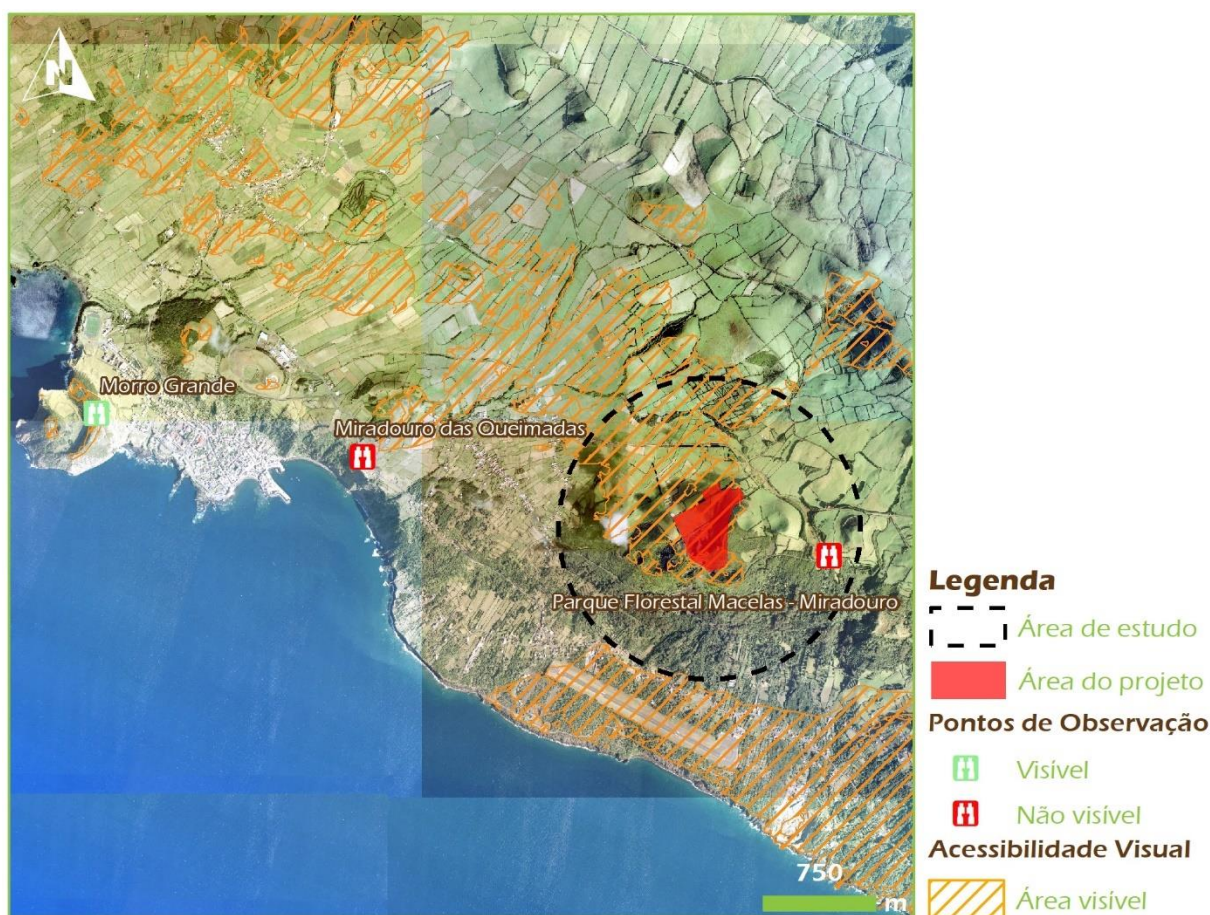 N
Morro Grande
Miradouro das Queimadas
Parque Florestal Macelas - Miradouro
750
m
Legenda
Área de estudo
Área do projeto
Pontos de Observação
Visível
Não visível
Acessibilidade Visual
Área visível